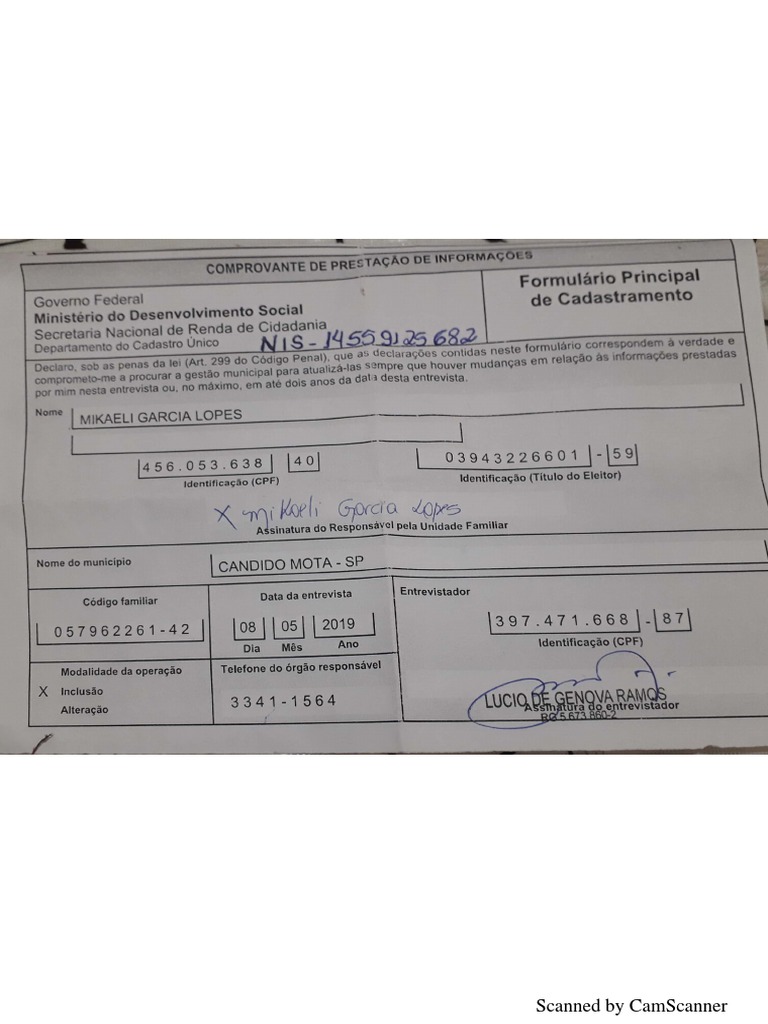 COMPROVANTE DE PRESTAÇÃO DE INFORMAÇÕES
Governo Federal
Ministério do Desenvolvimento Social
Secretaria Nacional de Renda de Cidadania
Departamento do Cadastro Único
NIS-14559125682
Formulário Principal
de Cadastramento
Declaro, sob as penas da lei (Art. 299 do Código Penal), que as declarações contidas neste formulário correspondem à verdade e
comprometo-me a procurar a gestão municipal para atualizá-las sempre que houver mudanças em relação às informações prestadas
por mim nesta entrevista ou, no máximo, em até dois anos da data desta entrevista.
Nome MIKAELI GARCIA LOPES
456.053.638 40 03943226601 - 59
Identificação (CPF) Identificação (Título do Eleitor)
X Mikaeli Garcia Lopes
Assinatura do Responsável pela Unidade Familiar
Nome do município CANDIDO MOTA - SP
Código familiar
057962261-42
Data da entrevista
08 05 2019
Dia Mês Ano
Entrevistador
397.471.668 - 87
Identificação (CPF)
Modalidade da operação
X Inclusão
Alteração
Telefone do órgão responsável
3341-1564
LUCIO DE GENOVA RAMOS
Assinatura do entrevistador
RG 5.673.860-2
Scanned by CamScanner